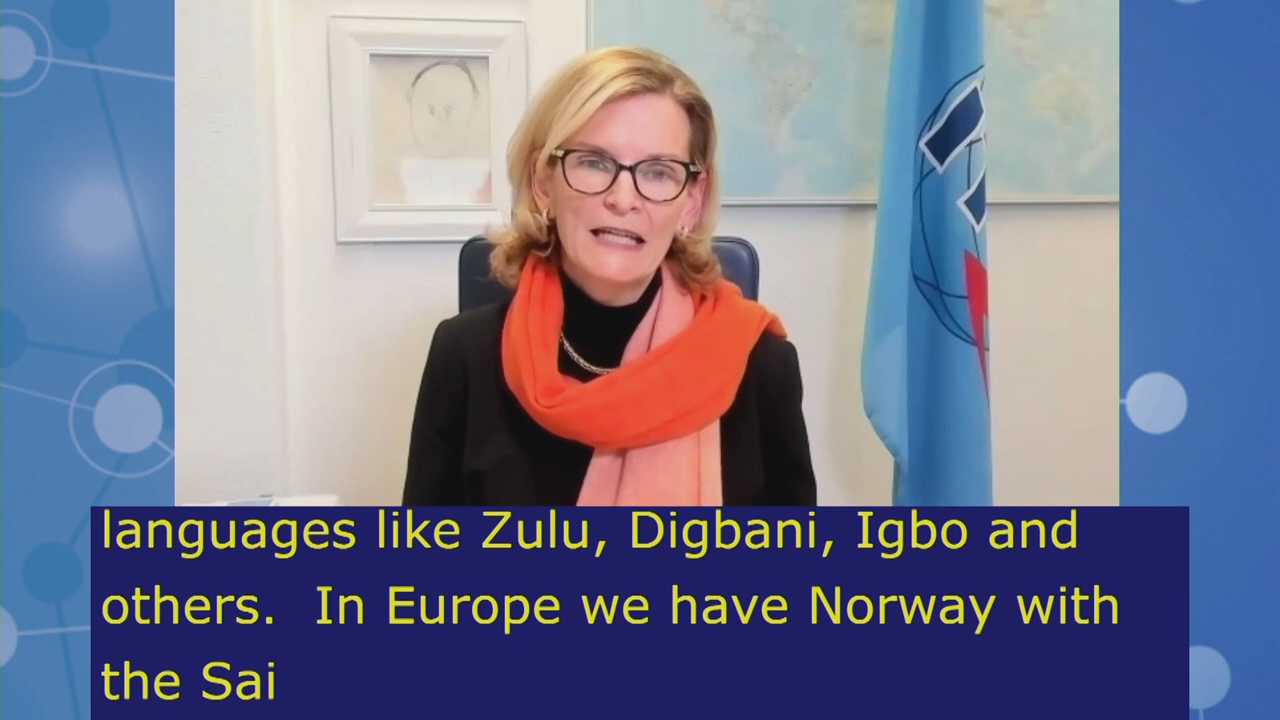 languages like Zulu, Digbani, Igbo and
others.  In Europe we have Norway with
the Sai